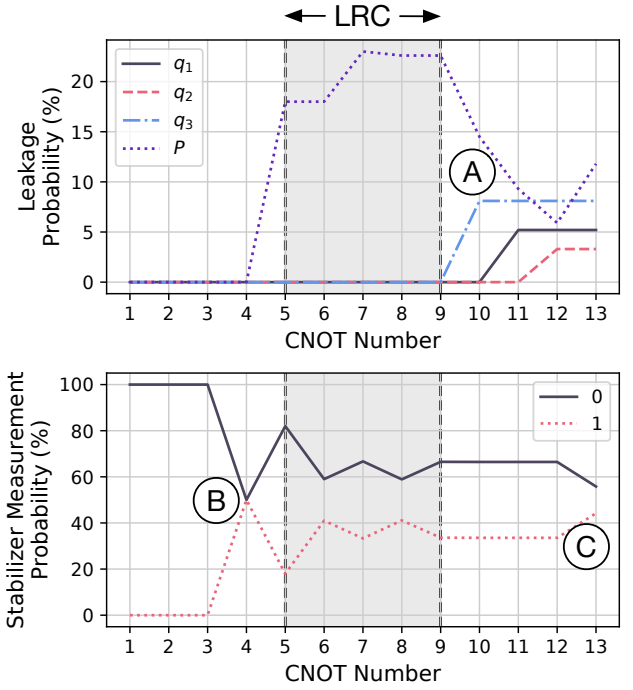 LRC
Leakage
Probability (%)
20
15
10
5
0
q1
q2
q3
P
A
1 2 3 4 5 6 7 8 9 10 11 12 13
CNOT Number
Stabilizer Measurement
Probability (%)
100
80
60
40
20
0
0
1
B
C
1 2 3 4 5 6 7 8 9 10 11 12 13
CNOT Number